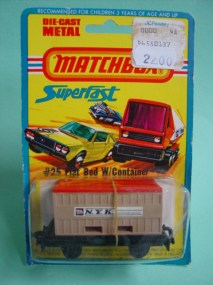 RECOMMENDED FOR CHILDREN 3 YEARS OF AGE AND UP
DIE-CAST
METAL
MATCHBOX
Superfast
2200
#25 Flat Bed W/Container
NYK